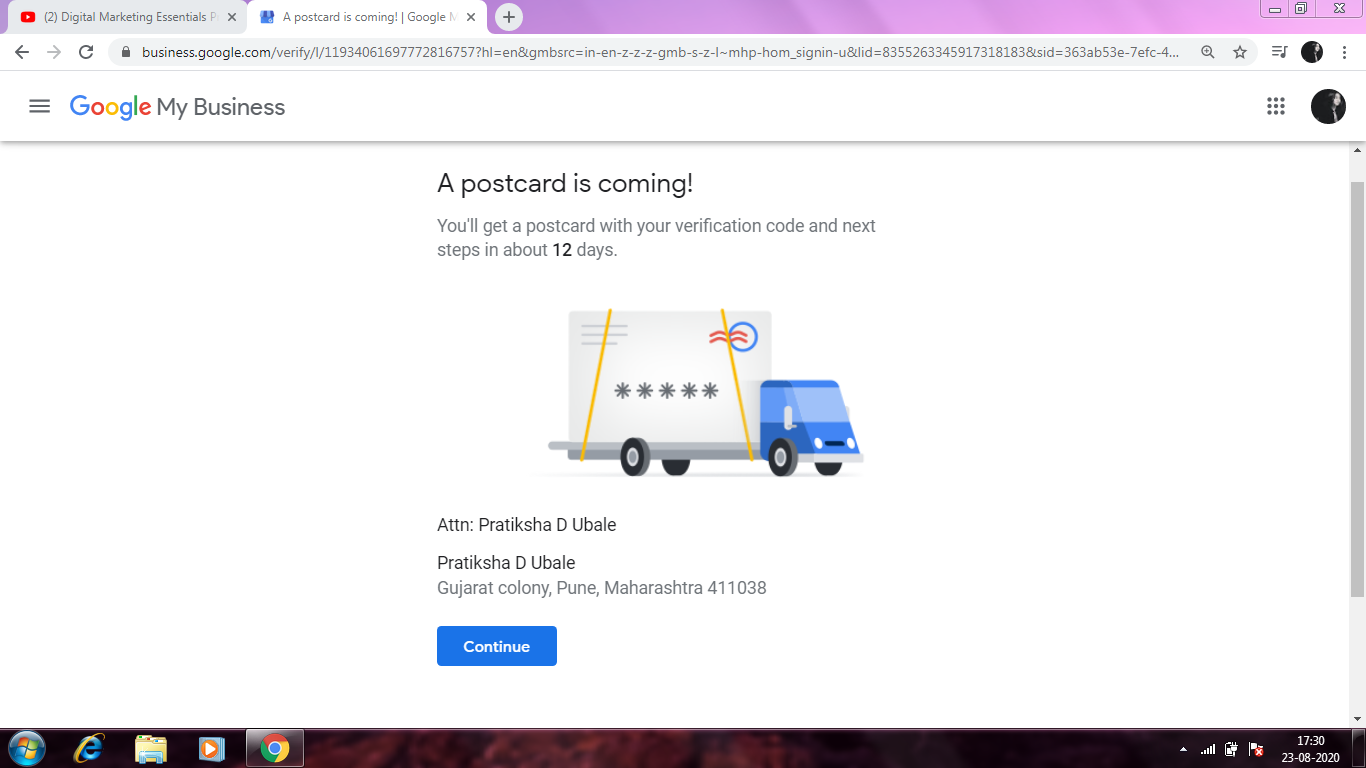 (2) Digital Marketing Essentials P
A postcard is coming! | Google M
business.google.com/verify/l/11934061697772816757?hl=en&gmbsrc=in-en-z-z-z-gmb-s-z-l~mhp-hom_signin-u&lid=8355263345917318183&sid=363ab53e-7efc-4...
Google My Business
A postcard is coming!
You'll get a postcard with your verification code and next
steps in about 12 days.
*****
Attn: Pratiksha D Ubale
Pratiksha D Ubale
Gujarat colony, Pune, Maharashtra 411038
Continue
17:30
23-08-2020